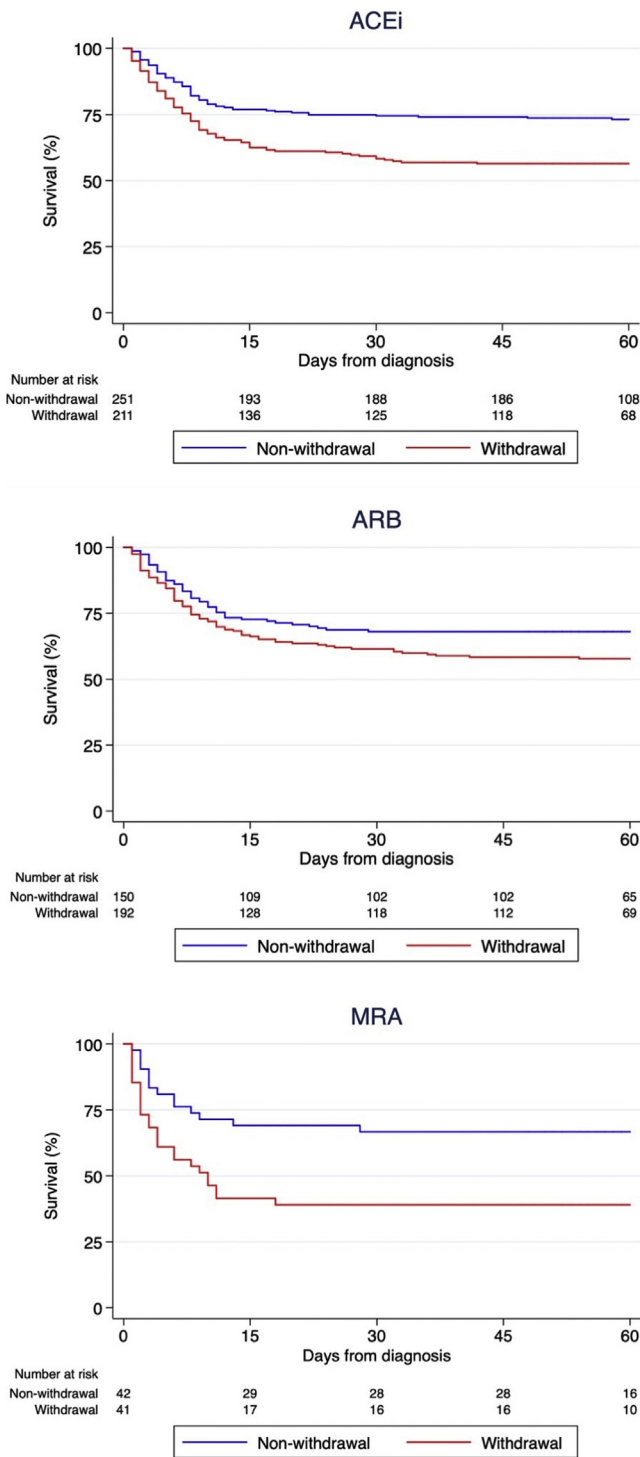 ACEi
100
75
50
25
0
Survival (%)
0 15 30 45 60
Days from diagnosis
Number at risk
Non-withdrawal 251 193 188 186 108
Withdrawal 211 136 125 118 68
Non-withdrawal Withdrawal
ARB
100
75
50
25
0
Survival (%)
0 15 30 45 60
Days from diagnosis
Number at risk
Non-withdrawal 150 109 102 102 65
Withdrawal 192 128 118 112 69
Non-withdrawal Withdrawal
MRA
100
75
50
25
0
Survival (%)
0 15 30 45 60
Days from diagnosis
Number at risk
Non-withdrawal 42 29 28 28 16
Withdrawal 41 17 16 16 10
Non-withdrawal Withdrawal